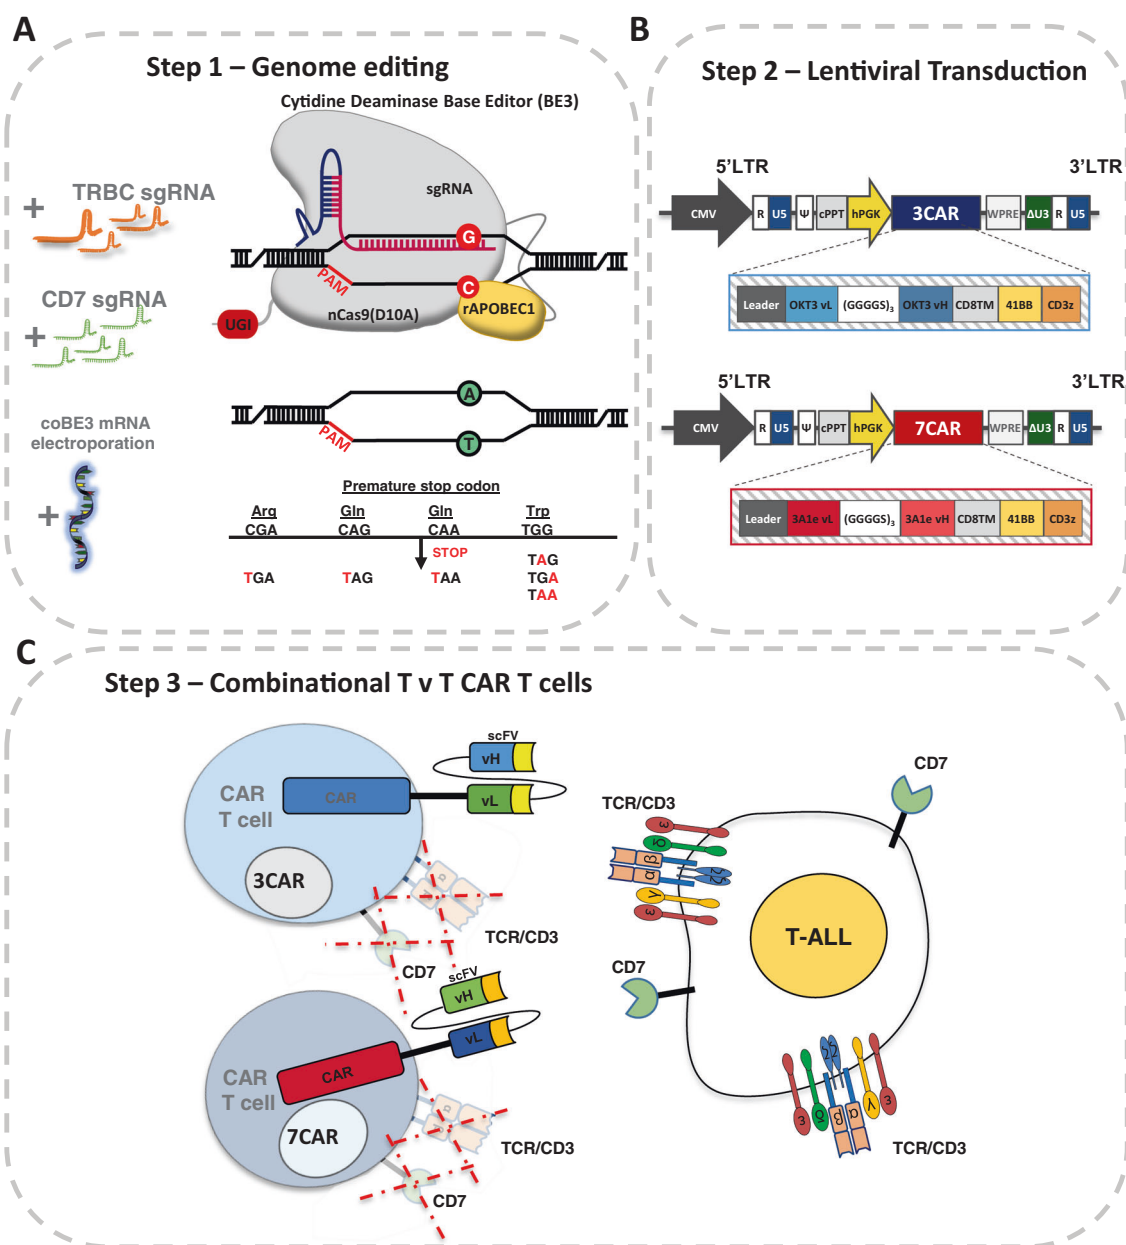 A
Step 1 – Genome editing
Cytidine Deaminase Base Editor (BE3)
TRBC sgRNA
+
sgRNA
G
PAM
C
CD7 sgRNA
+
UGI
nCas9(D10A)
rAPOBEC1
coBE3 mRNA
electroporation
+
A
PAM
T
Premature stop codon
Arg Gln Gln Trp
CGA CAG CAA TGG
STOP
TAG
TGA TAG TAA TGA
TAA
B
Step 2 – Lentiviral Transduction
5'LTR 3'LTR
CMV R U5 Ψ cPPT hPGK 3CAR WPRE ΔU3 R U5
Leader OKT3 vL (GGGGS)3 OKT3 vH CD8TM 41BB CD3z
5'LTR 3'LTR
CMV R U5 Ψ cPPT hPGK 7CAR WPRE ΔU3 R U5
Leader 3A1e vL (GGGGS)3 3A1e vH CD8TM 41BB CD3z
C
Step 3 – Combinational T v T CAR T cells
scFV
vH
CAR
T cell
CAR
vL
3CAR
TCR/CD3
CD7
scFV
vH
vL
CAR
T cell
CAR
7CAR
TCR/CD3
CD7
CD7
TCR/CD3
ε
δ
β
α
γ
ε
T-ALL
CD7
ε
δ
β
α
γ
ε
TCR/CD3